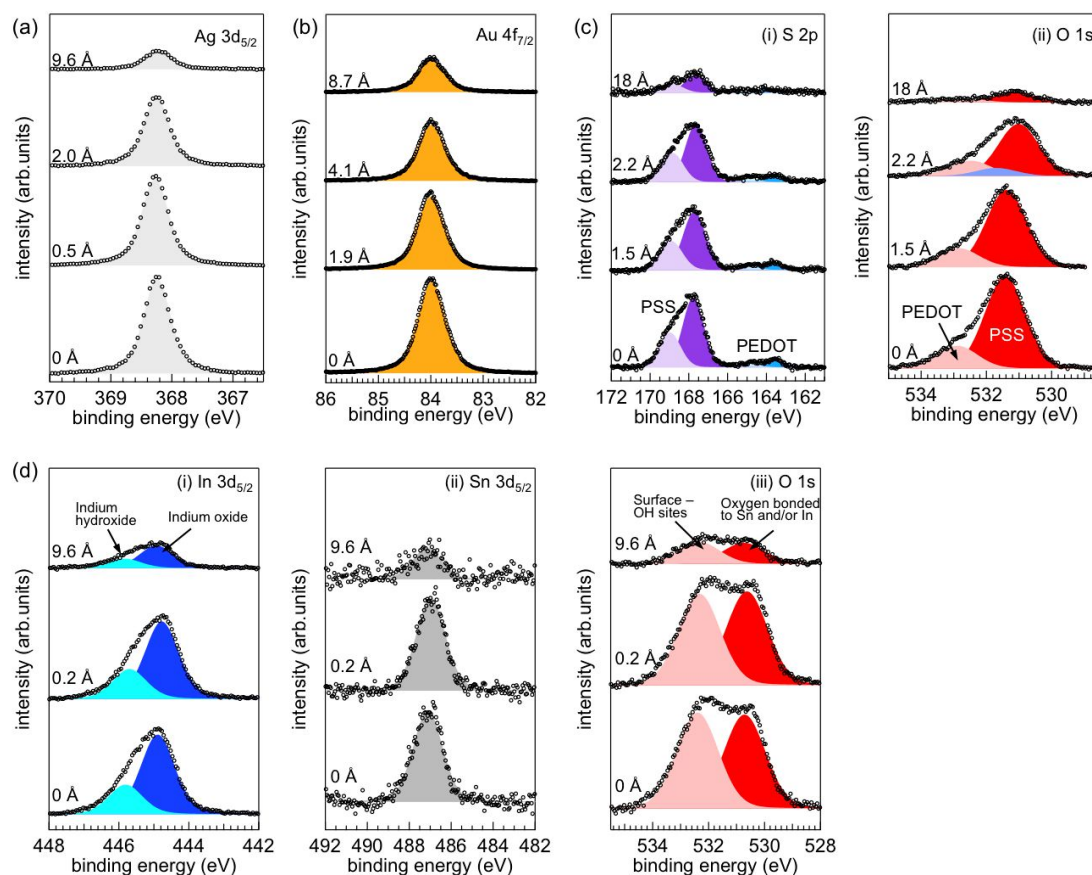 (a)
Ag 3d5/2
9.6 Å
2.0 Å
0.5 Å
0 Å
intensity (arb.units)
370 369 368 367
binding energy (eV)
(b)
Au 4f7/2
8.7 Å
4.1 Å
1.9 Å
0 Å
intensity (arb.units)
86 85 84 83 82
binding energy (eV)
(c)
(i) S 2p
18 Å
2.2 Å
1.5 Å
PSS
PEDOT
0 Å
intensity (arb.units)
172 170 168 166 164 162
binding energy (eV)
(ii) O 1s
18 Å
2.2 Å
1.5 Å
PEDOT
PSS
0 Å
intensity (arb.units)
534 532 530
binding energy (eV)
(d)
(i) In 3d5/2
Indium
hydroxide
Indium oxide
9.6 Å
0.2 Å
0 Å
intensity (arb.units)
448 446 444 442
binding energy (eV)
(ii) Sn 3d5/2
9.6 Å
0.2 Å
0 Å
intensity (arb.units)
492 490 488 486 484 482
binding energy (eV)
(iii) O 1s
Surface –
OH sites
Oxygen bonded
to Sn and/or In
9.6 Å
0.2 Å
0 Å
intensity (arb.units)
534 532 530 528
binding energy (eV)